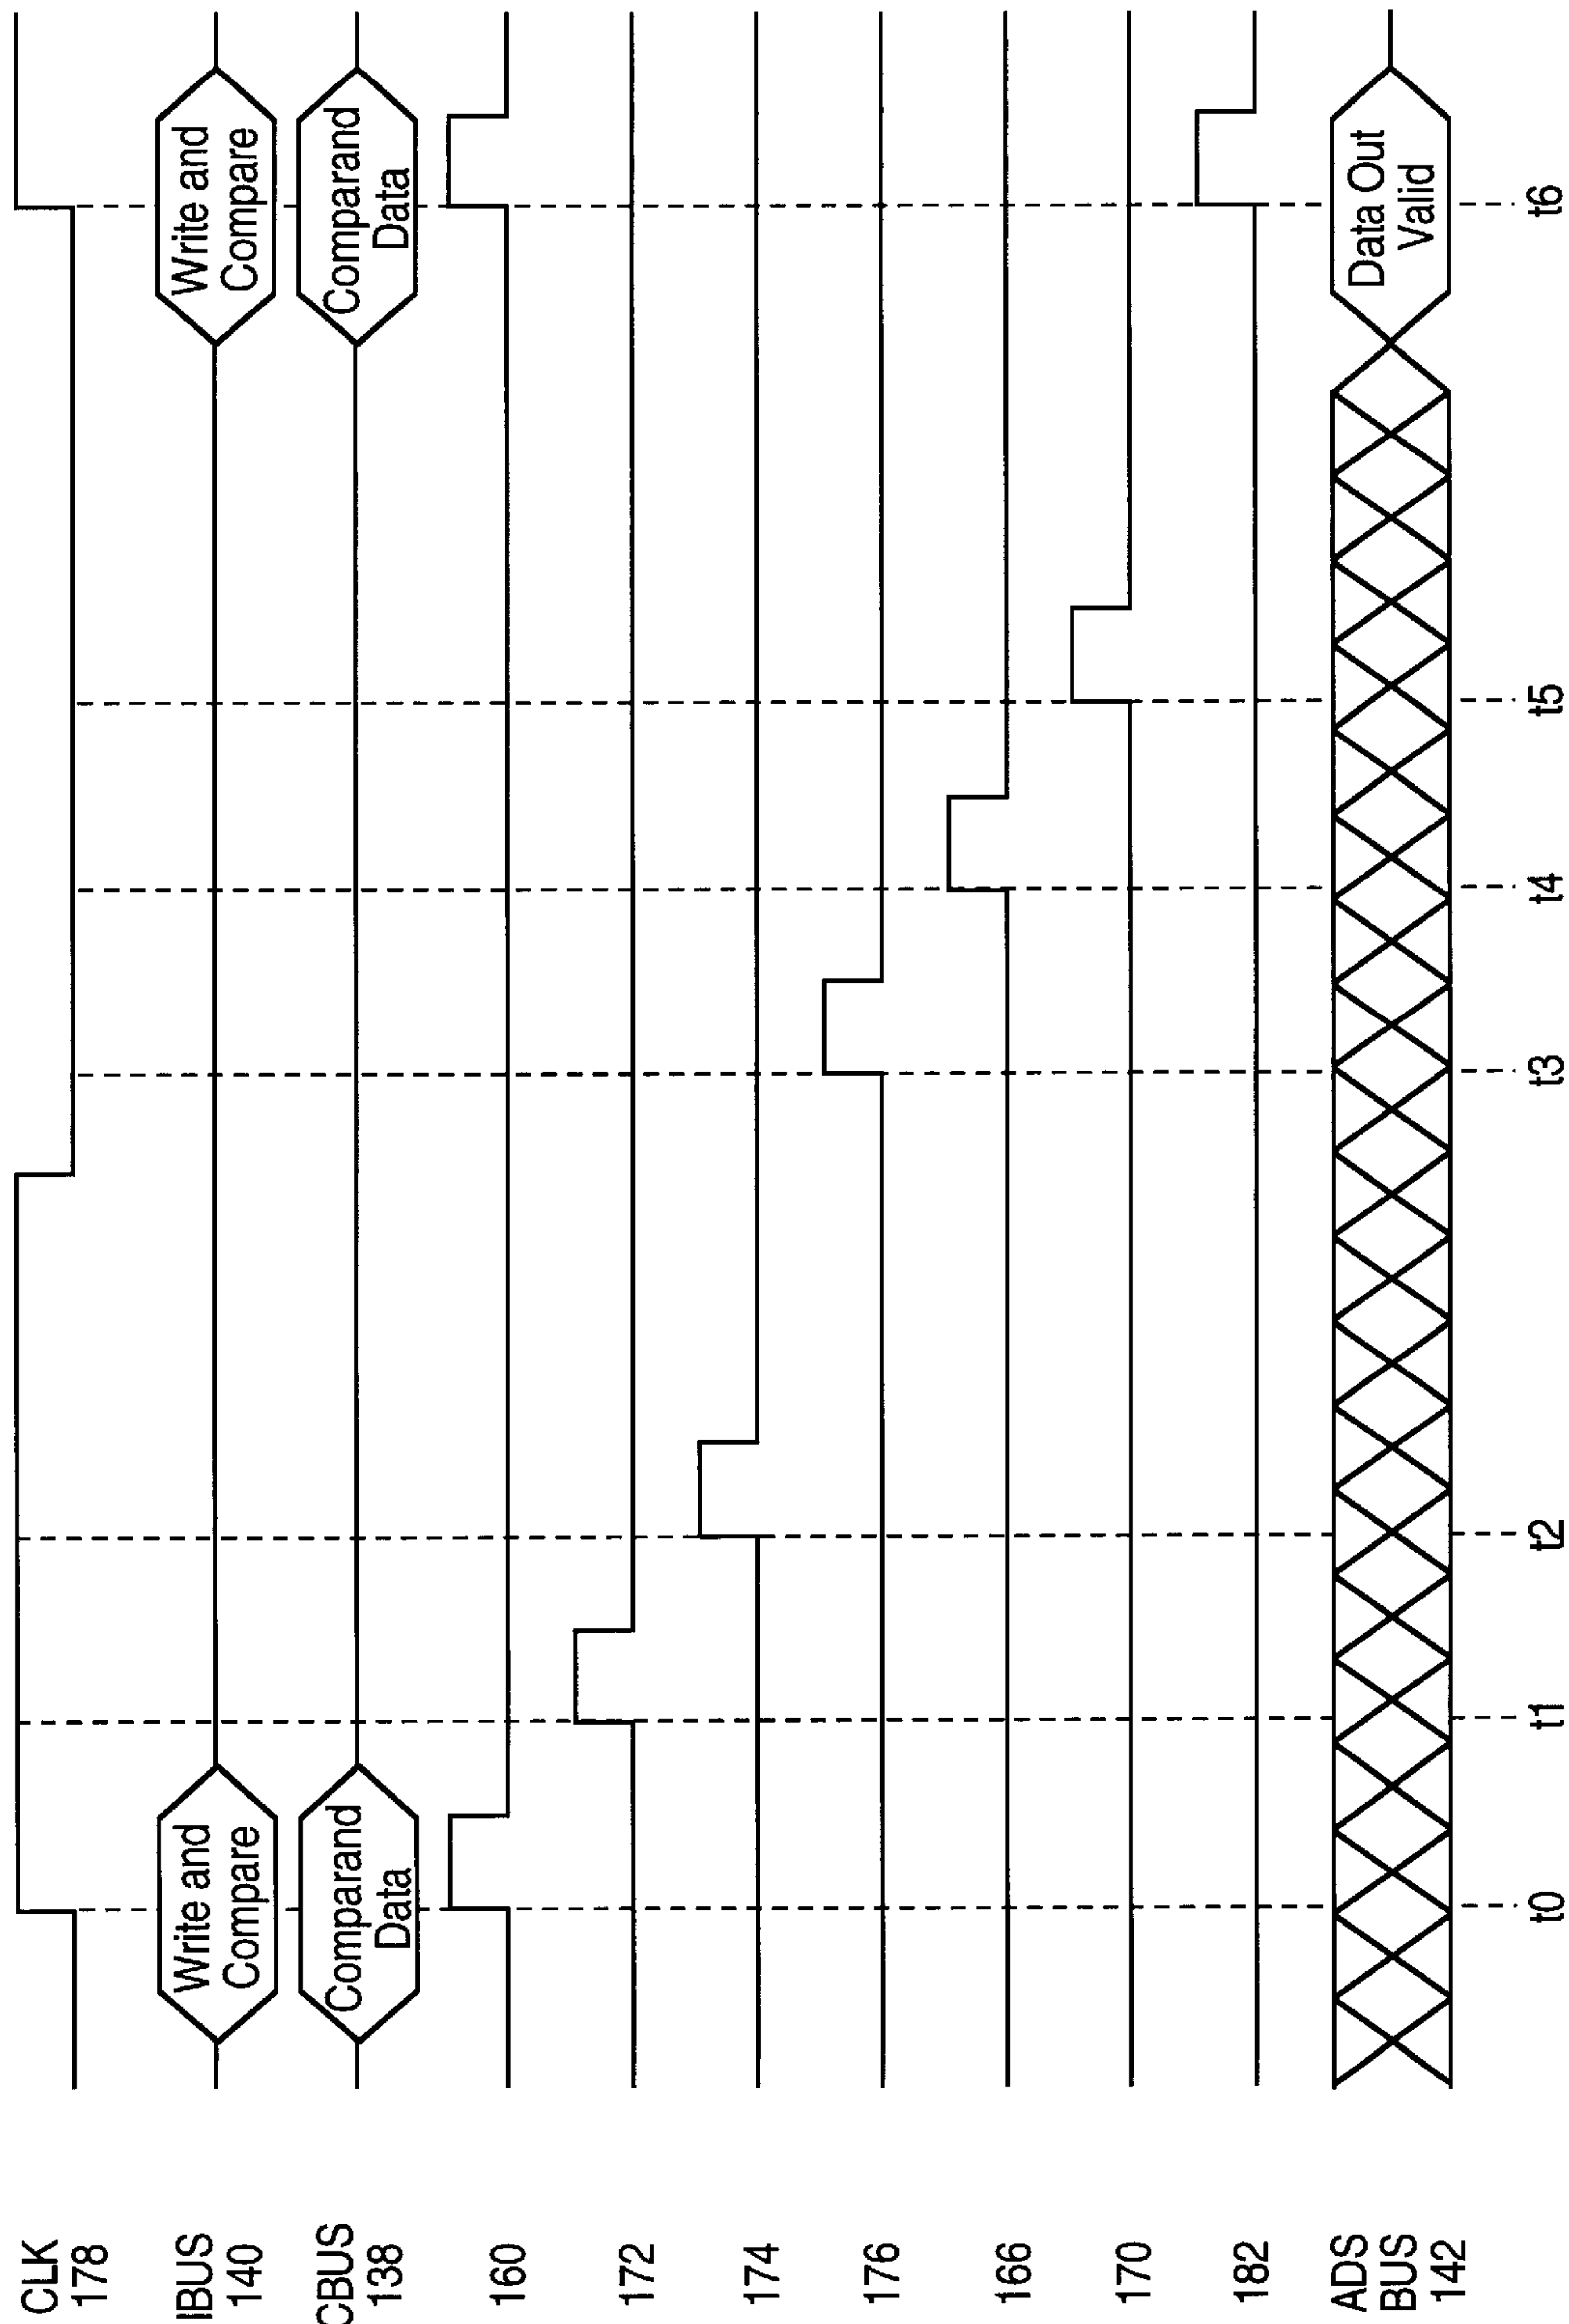 CLK
178
IBUS
140
Write and
Compare
Write and
Compare
CBUS
138
Comparand
Data
Comparand
Data
160
172
174
176
166
170
182
ADS
BUS
142
Data Out
Valid
t0
t1
t2
t3
t4
t5
t6